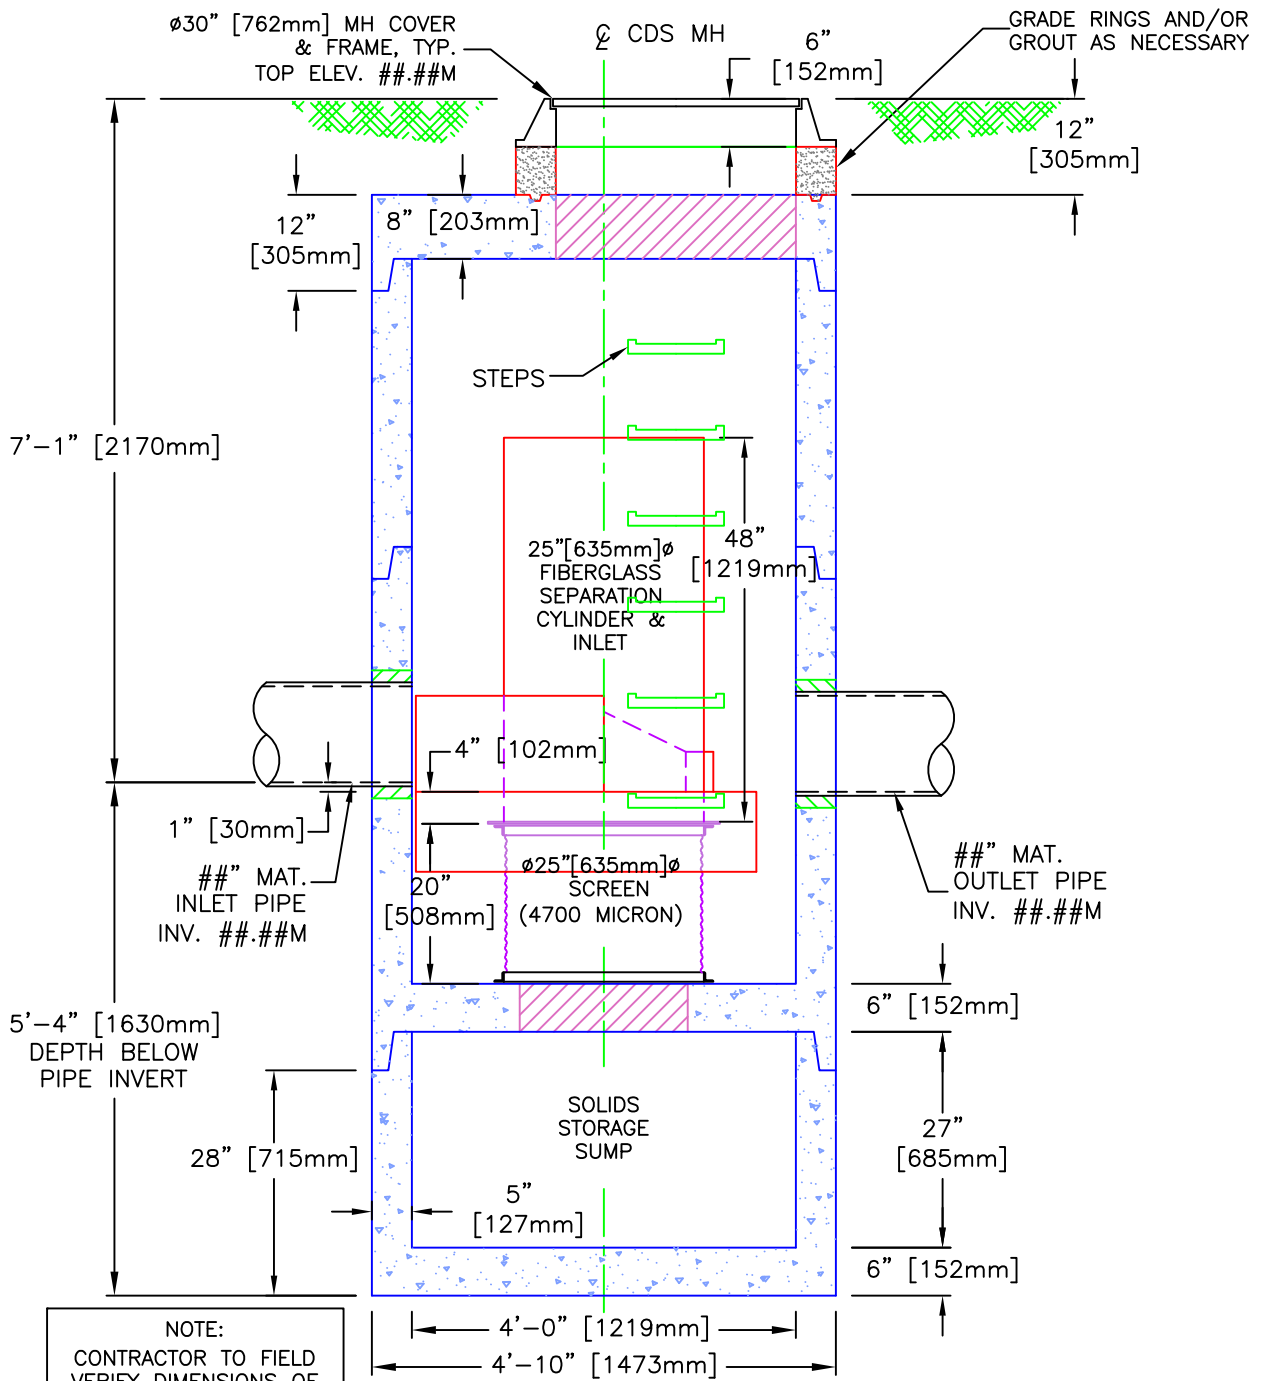 ø30” [762mm] MH COVER
& FRAME, TYP.
TOP ELEV. ##.##M
℄ CDS MH
6”
[152mm]
GRADE RINGS AND/OR
GROUT AS NECESSARY
12”
[305mm]
12”
[305mm]
8” [203mm]
STEPS
7’–1” [2170mm]
48”
[1219mm]
25”[635mm]ø
FIBERGLASS
SEPARATION
CYLINDER &
INLET
4” [102mm]
1” [30mm]
##” MAT.
INLET PIPE
INV. ##.##M
ø25”[635mm]ø
SCREEN
(4700 MICRON)
20”
[508mm]
##” MAT.
OUTLET PIPE
INV. ##.##M
5’–4” [1630mm]
DEPTH BELOW
PIPE INVERT
6” [152mm]
SOLIDS
STORAGE
SUMP
27”
[685mm]
28” [715mm]
5”
[127mm]
6” [152mm]
4’–0” [1219mm]
4’–10” [1473mm]
NOTE:
CONTRACTOR TO FIELD
VERIFY DIMENSIONS OF